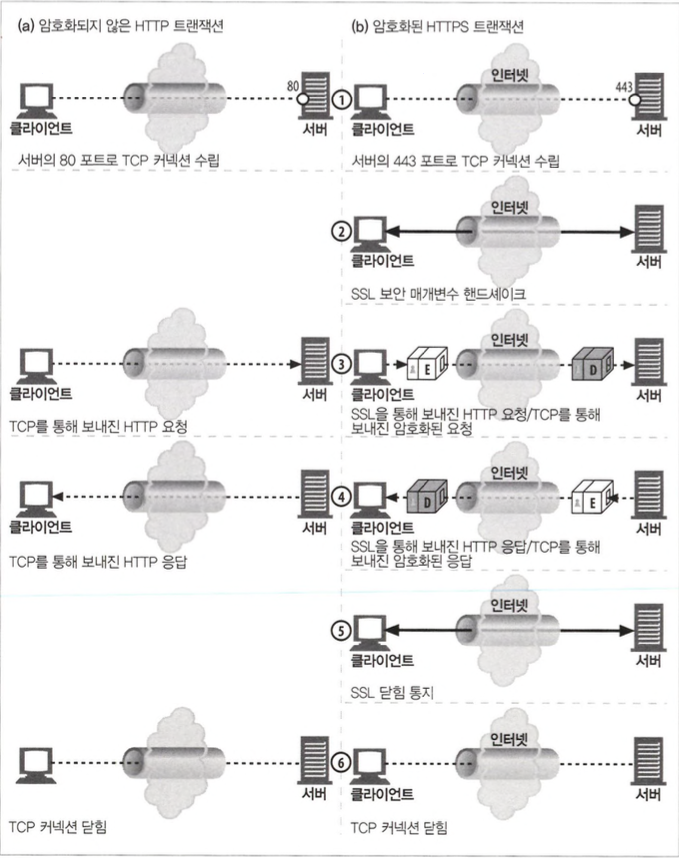 (a) 암호화되지 않은 HTTP 트랜잭션
80
클라이언트
서버
서버의 80 포트로 TCP 커넥션 수립
(b) 암호화된 HTTPS 트랜잭션
인터넷
443
①
클라이언트
서버
서버의 443 포트로 TCP 커넥션 수립
인터넷
②
클라이언트
서버
SSL 보안 매개변수 핸드셰이크
클라이언트
서버
TCP를 통해 보내진 HTTP 요청
인터넷
③
E
D
클라이언트
서버
SSL을 통해 보내진 HTTP 요청/TCP를 통해
보내진 암호화된 요청
클라이언트
서버
TCP를 통해 보내진 HTTP 응답
인터넷
④
D
E
클라이언트
서버
SSL을 통해 보내진 HTTP 응답/TCP를 통해
보내진 암호화된 응답
인터넷
⑤
클라이언트
서버
SSL 닫힘 통지
서버
TCP 커넥션 닫힘
인터넷
⑥
클라이언트
서버
TCP 커넥션 닫힘